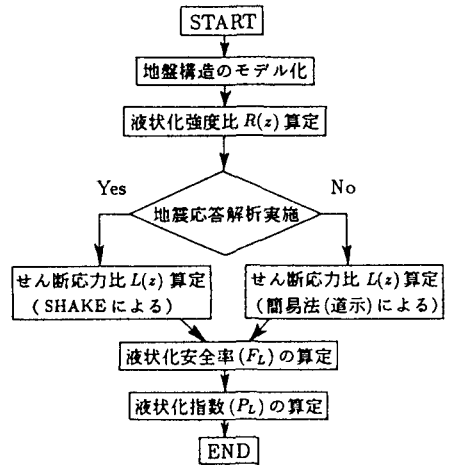 START
地盤構造のモデル化
液状化強度比 R(z) 算定
Yes
No
地震応答解析実施
せん断応力比 L(z) 算定
(SHAKEによる)
せん断応力比 L(z) 算定
(簡易法(道示)による)
液状化安全率(FL)の算定
液状化指数(PL)の算定
END